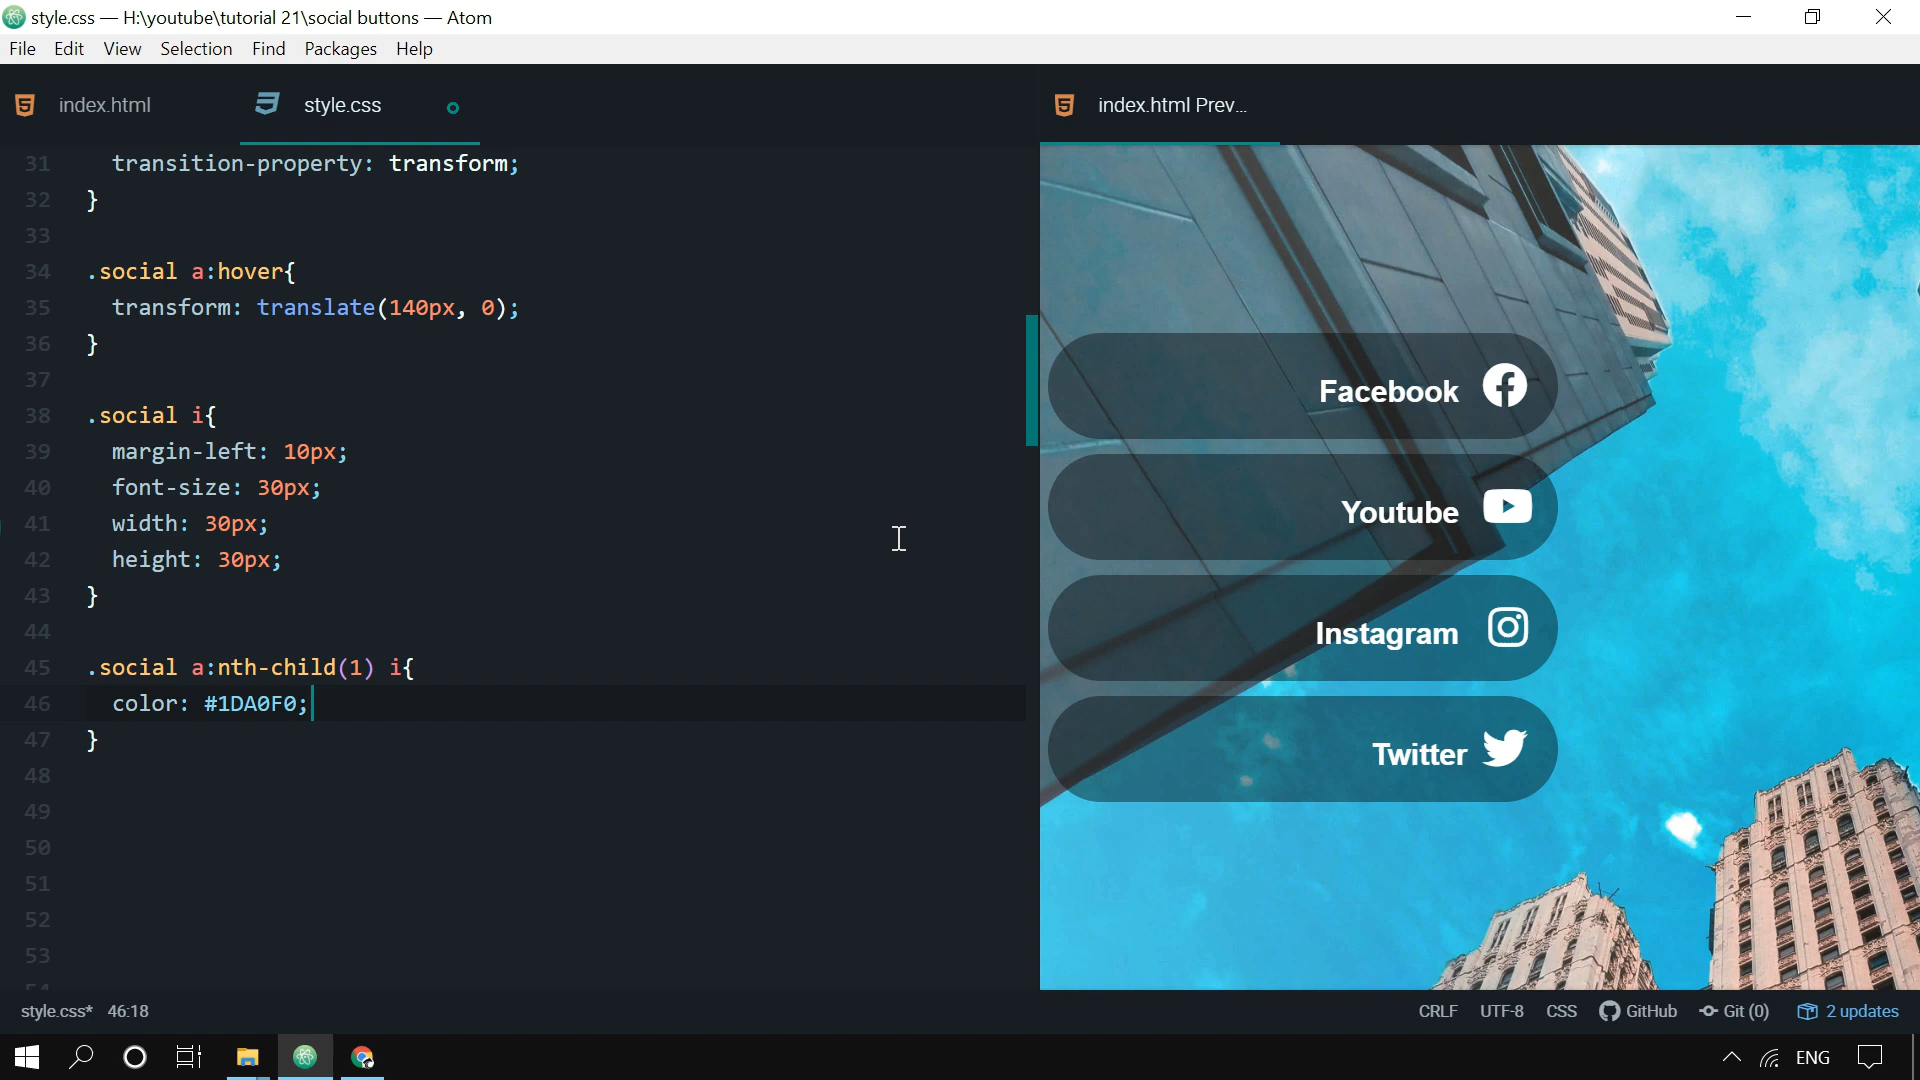 style.css — H:\youtube\tutorial 21\social buttons — Atom
File Edit View Selection Find Packages Help
index.html
style.css
index.html Prev...
31 transition-property: transform;
32 }
33
34 .social a:hover{
35 transform: translate(140px, 0);
36 }
37
38 .social i{
39 margin-left: 10px;
40 font-size: 30px;
41 width: 30px;
42 height: 30px;
43 }
44
45 .social a:nth-child(1) i{
46 color: #1DA0F0;
47 }
48
49
50
51
52
53
54
Facebook
Youtube
Instagram
Twitter
style.css* 46:18
CRLF UTF-8 CSS GitHub Git (0) 2 updates
ENG